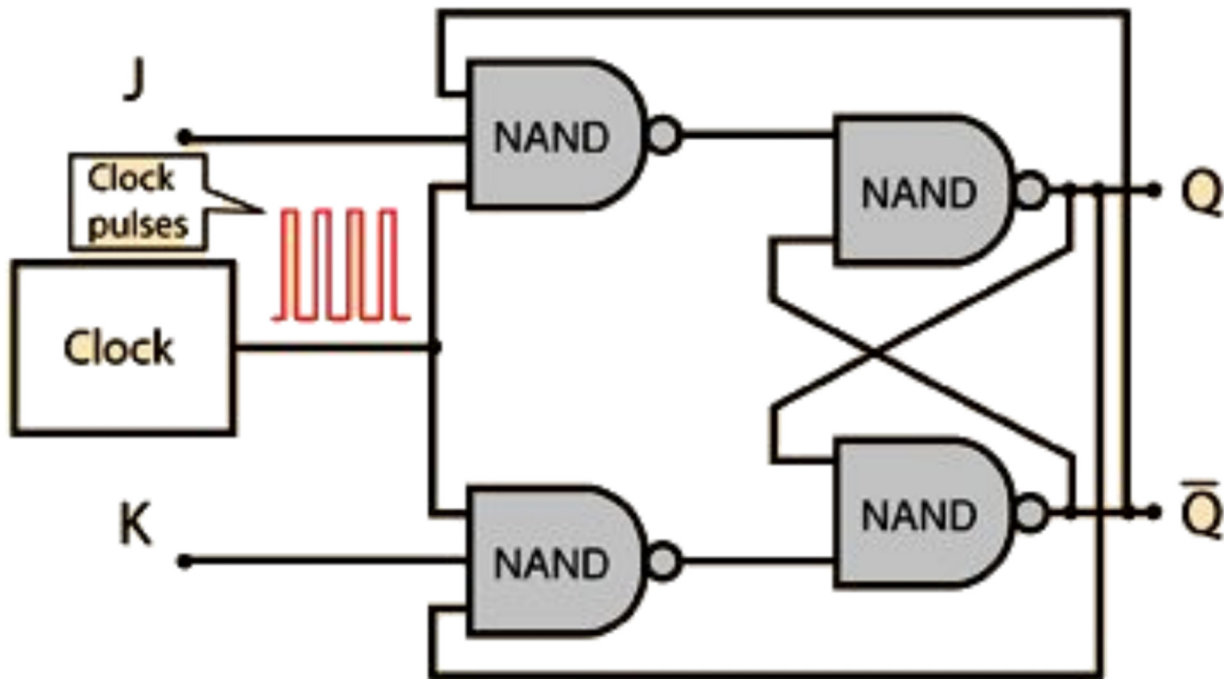 J
NAND
NAND
Q
Clock
pulses
Clock
K
NAND
NAND
Q̅